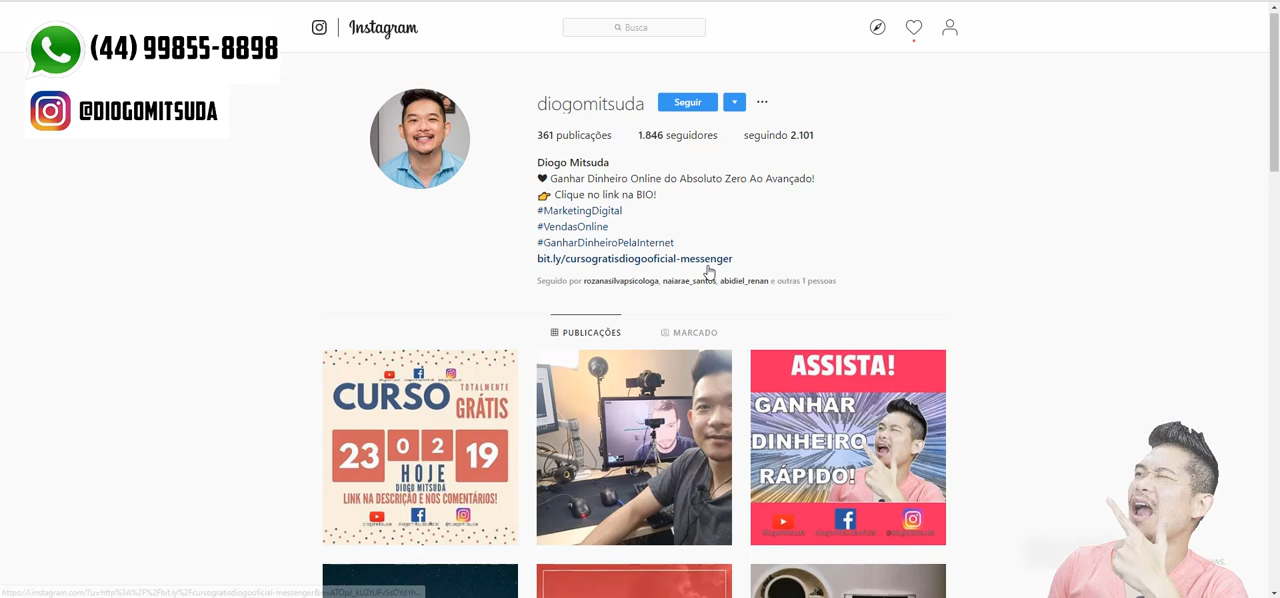 (44) 99855-8898
@DIOGOMITSUDA
Instagram
Busca
diogomitsuda Seguir
361 publicações 1.846 seguidores seguindo 2.101
Diogo Mitsuda
Ganhar Dinheiro Online do Absoluto Zero Ao Avançado!
Clique no link na BIO!
#MarketingDigital
#VendasOnline
#GanharDinheiroPelaInternet
bit.ly/cursogratisdiogooficial-messenger
Seguido por rozanasilvapsicologa, naiarae_santos, abidiel_renan e outras 1 pessoas
PUBLICAÇÕES MARCADO
CURSO TOTALMENTE GRÁTIS
23 0 2 19
HOJE
DIOGO MITSUDA
LINK NA DESCRIÇÃO E NOS COMENTÁRIOS!
ASSISTA!
GANHAR
DINHEIRO
RÁPIDO!